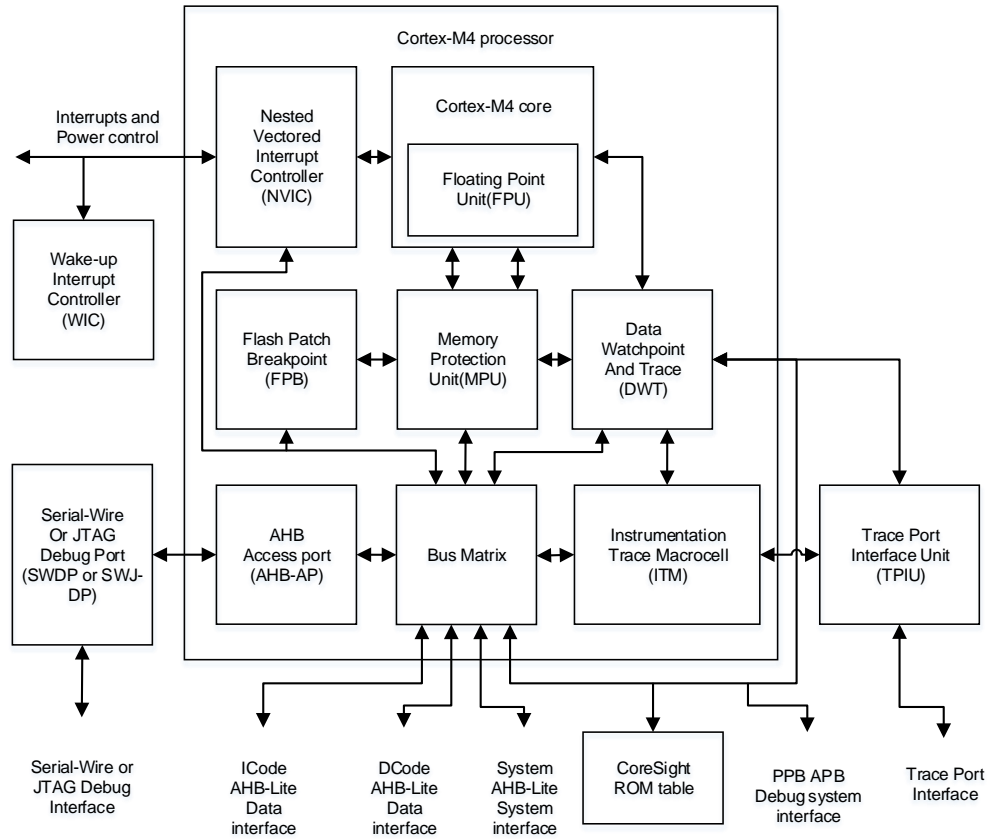 Cortex-M4 processor
Interrupts and
Power control
Nested
Vectored
Interrupt
Controller
(NVIC)
Cortex-M4 core
Floating Point
Unit(FPU)
Wake-up
Interrupt
Controller
(WIC)
Flash Patch
Breakpoint
(FPB)
Memory
Protection
Unit(MPU)
Data
Watchpoint
And Trace
(DWT)
Serial-Wire
Or JTAG
Debug Port
(SWDP or SWJ-
DP)
AHB
Access port
(AHB-AP)
Bus Matrix
Instrumentation
Trace Macrocell
(ITM)
Trace Port
Interface Unit
(TPIU)
Serial-Wire or
JTAG Debug
Interface
ICode
AHB-Lite
Data
interface
DCode
AHB-Lite
Data
interface
System
AHB-Lite
System
interface
CoreSight
ROM table
PPB APB
Debug system
interface
Trace Port
Interface